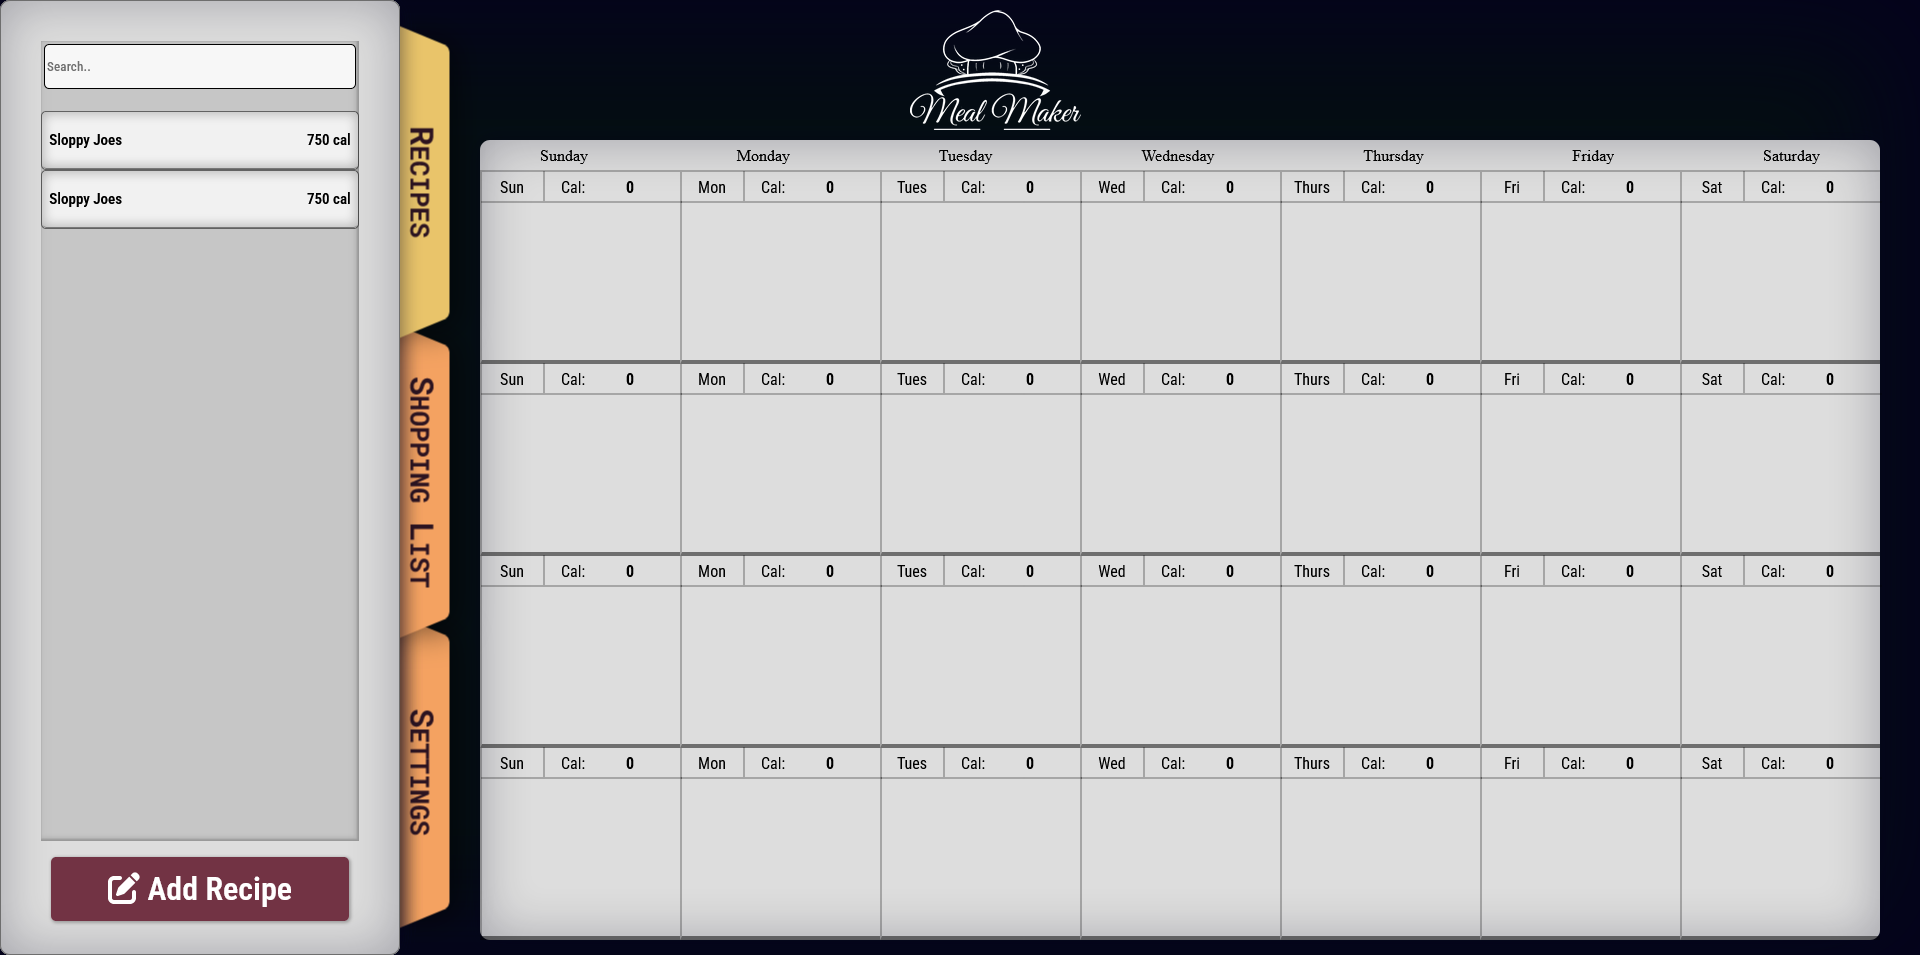 Search..
Sloppy Joes 750 cal
Sloppy Joes 750 cal
Add Recipe
Recipes
Shopping List
Settings
Meal Maker
Sunday Monday Tuesday Wednesday Thursday Friday Saturday
Sun Cal: 0 Mon Cal: 0 Tues Cal: 0 Wed Cal: 0 Thurs Cal: 0 Fri Cal: 0 Sat Cal: 0
Sun Cal: 0 Mon Cal: 0 Tues Cal: 0 Wed Cal: 0 Thurs Cal: 0 Fri Cal: 0 Sat Cal: 0
Sun Cal: 0 Mon Cal: 0 Tues Cal: 0 Wed Cal: 0 Thurs Cal: 0 Fri Cal: 0 Sat Cal: 0
Sun Cal: 0 Mon Cal: 0 Tues Cal: 0 Wed Cal: 0 Thurs Cal: 0 Fri Cal: 0 Sat Cal: 0